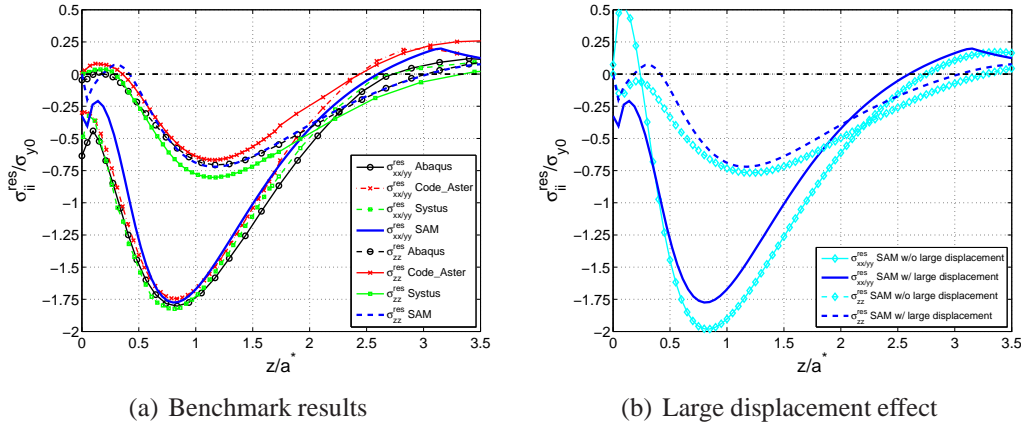 0.5
0.25
0
−0.25
−0.5
−0.75
−1
−1.25
−1.5
−1.75
−2
σ_ii^res/σ_y0
0 0.5 1 1.5 2 2.5 3 3.5
z/a*
σ_xx/yy^res Abaqus
σ_xx/yy^res Code_Aster
σ_xx/yy^res Systus
σ_xx/yy^res SAM
σ_zz^res Abaqus
σ_zz^res Code_Aster
σ_zz^res Systus
σ_zz^res SAM
(a) Benchmark results
0.5
0.25
0
−0.25
−0.5
−0.75
−1
−1.25
−1.5
−1.75
−2
σ_ii^res/σ_y0
0 0.5 1 1.5 2 2.5 3 3.5
z/a*
σ_xx/yy^res SAM w/o large displacement
σ_xx/yy^res SAM w/ large displacement
σ_zz^res SAM w/o large displacement
σ_zz^res SAM w/ large displacement
(b) Large displacement effect